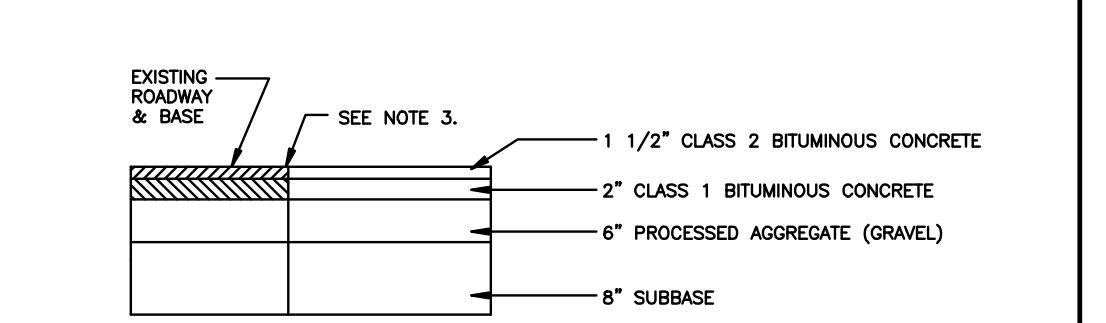 EXISTING
ROADWAY
& BASE
SEE NOTE 3.
1 1/2" CLASS 2 BITUMINOUS CONCRETE
2" CLASS 1 BITUMINOUS CONCRETE
6" PROCESSED AGGREGATE (GRAVEL)
8" SUBBASE